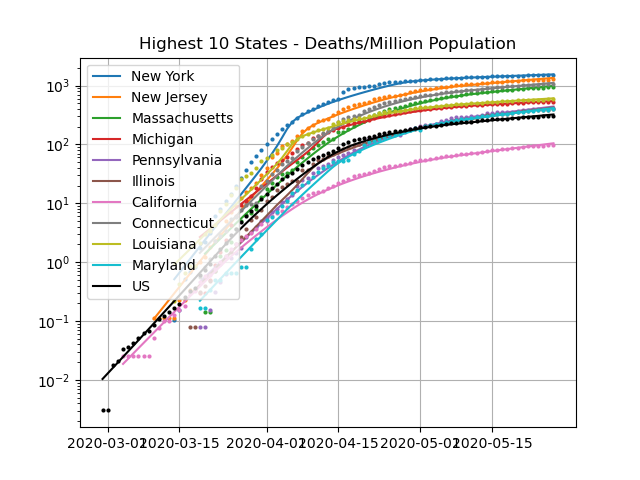 Highest 10 States - Deaths/Million Population
New York
New Jersey
Massachusetts
Michigan
Pennsylvania
Illinois
California
Connecticut
Louisiana
Maryland
US
10³
10²
10¹
10⁰
10⁻¹
10⁻²
2020-03-01 2020-03-15 2020-04-01 2020-04-15 2020-05-01 2020-05-15